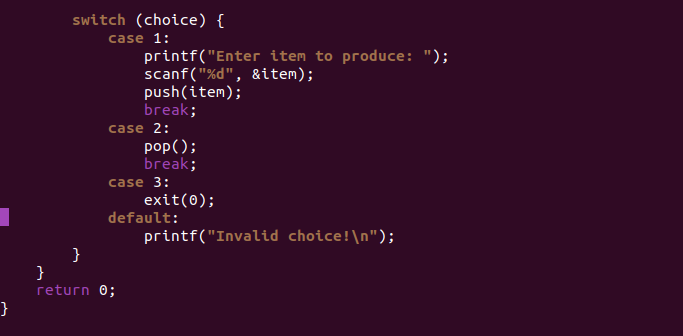 switch (choice) {
            case 1:
                printf("Enter item to produce: ");
                scanf("%d", &item);
                push(item);
                break;
            case 2:
                pop();
                break;
            case 3:
                exit(0);
            default:
                printf("Invalid choice!\n");
        }
    }
    return 0;
}